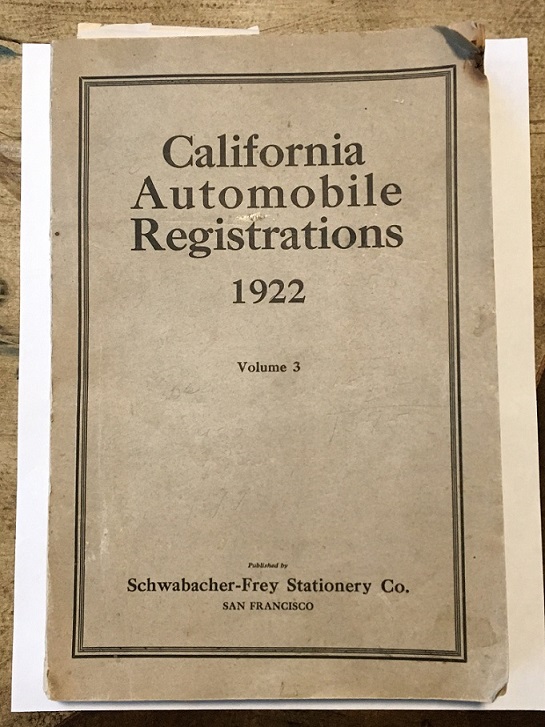 California
Automobile
Registrations
1922
Volume 3
Published by
Schwabacher-Frey Stationery Co.
SAN FRANCISCO